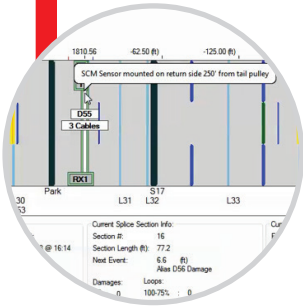 1810.56 -62.50 (ft) -125.00 (ft)
SCM Sensor mounted on return side 250' from tail pulley
D55
3 Cables
RX1
Park S17
30 L31 L32 L33
53
Current Splice Section Info:
Section #: 16
@ 16:14 Section Length (ft): 77.2
Next Event: 6.6 (ft)
Alias D56 Damage
Damages: Loops:
100-75% : 0